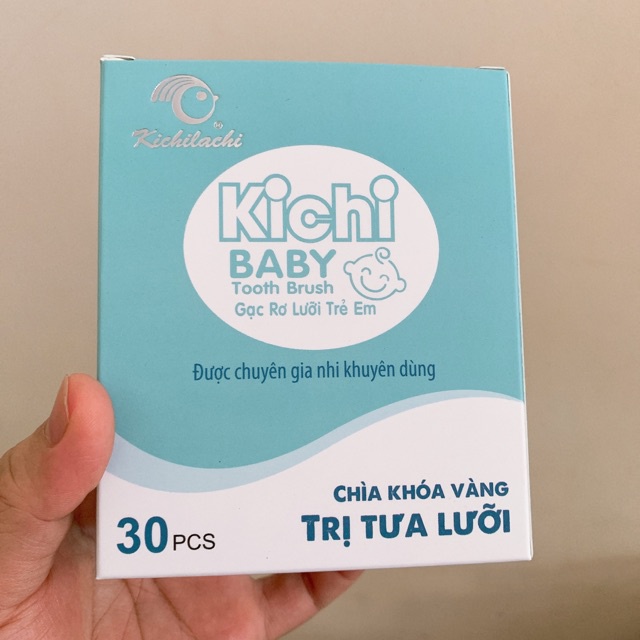 by
Kichilachi
Kichi
BABY
Tooth Brush
Gạc Rơ Lưỡi Trẻ Em
Được chuyên gia nhi khuyên dùng
CHÌA KHÓA VÀNG
TRỊ TƯA LƯỠI
30 PCS